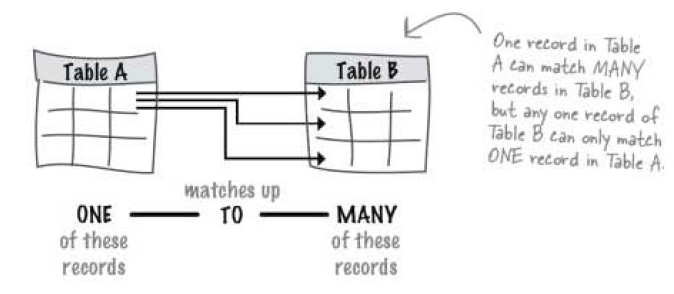 Table A
Table B
One record in Table
A can match MANY
records in Table B,
but any one record of
Table B can only match
ONE record in Table A.
matches up
ONE TO MANY
of these
records
of these
records